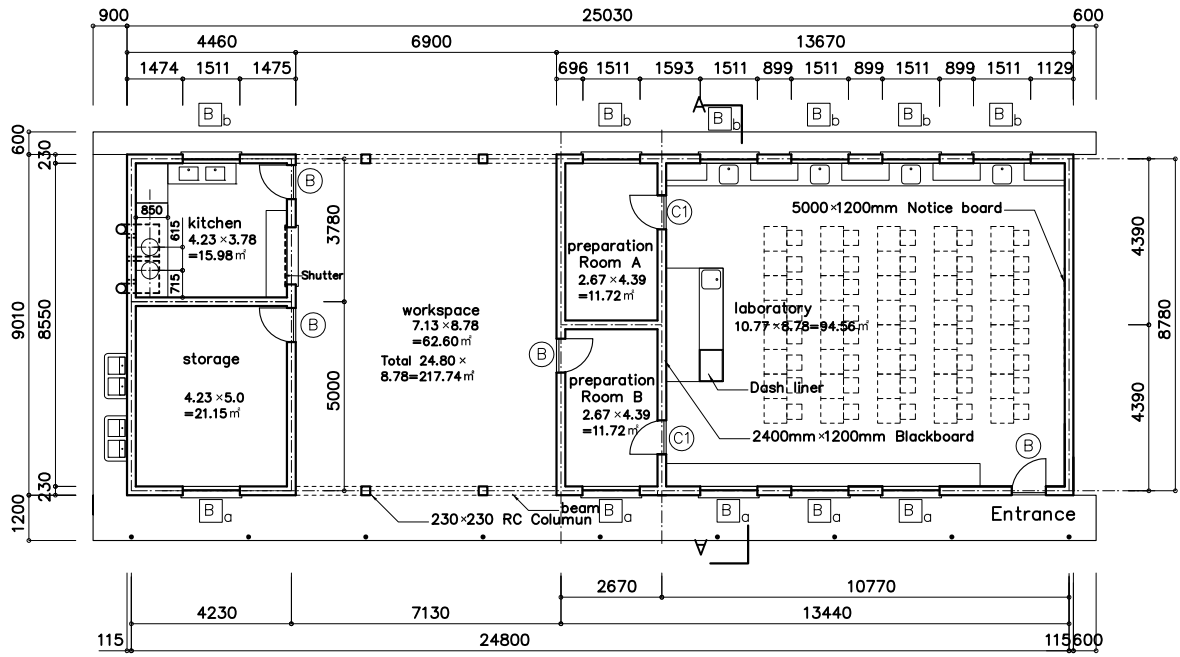 900 25030 600
4460 6900 13670
1474 1511 1475 696 1511 1593 1511 899 1511 899 1511 899 1511 1129
B b B b A B b B b B b B b
600
230
B
850
kitchen
4.23×3.78
=15.98㎡
615
715
3780
Shutter
C1
5000×1200mm Notice board
4390
preparation
Room A
2.67×4.39
=11.72㎡
laboratory
10.77×8.78=94.56㎡
workspace
7.13×8.78
=62.60㎡
Total 24.80×
8.78=217.74㎡
9010
8550
8780
B
B
storage
4.23×5.0
=21.15㎡
5000
preparation
Room B
2.67×4.39
=11.72㎡
Dash liner
4390
C1
2400mm×1200mm Blackboard
B
230
1200
B a B a B a B a B a
beam
230×230 RC Columun
Entrance
A
2670 10770
4230 7130 13440
115 24800 115 600